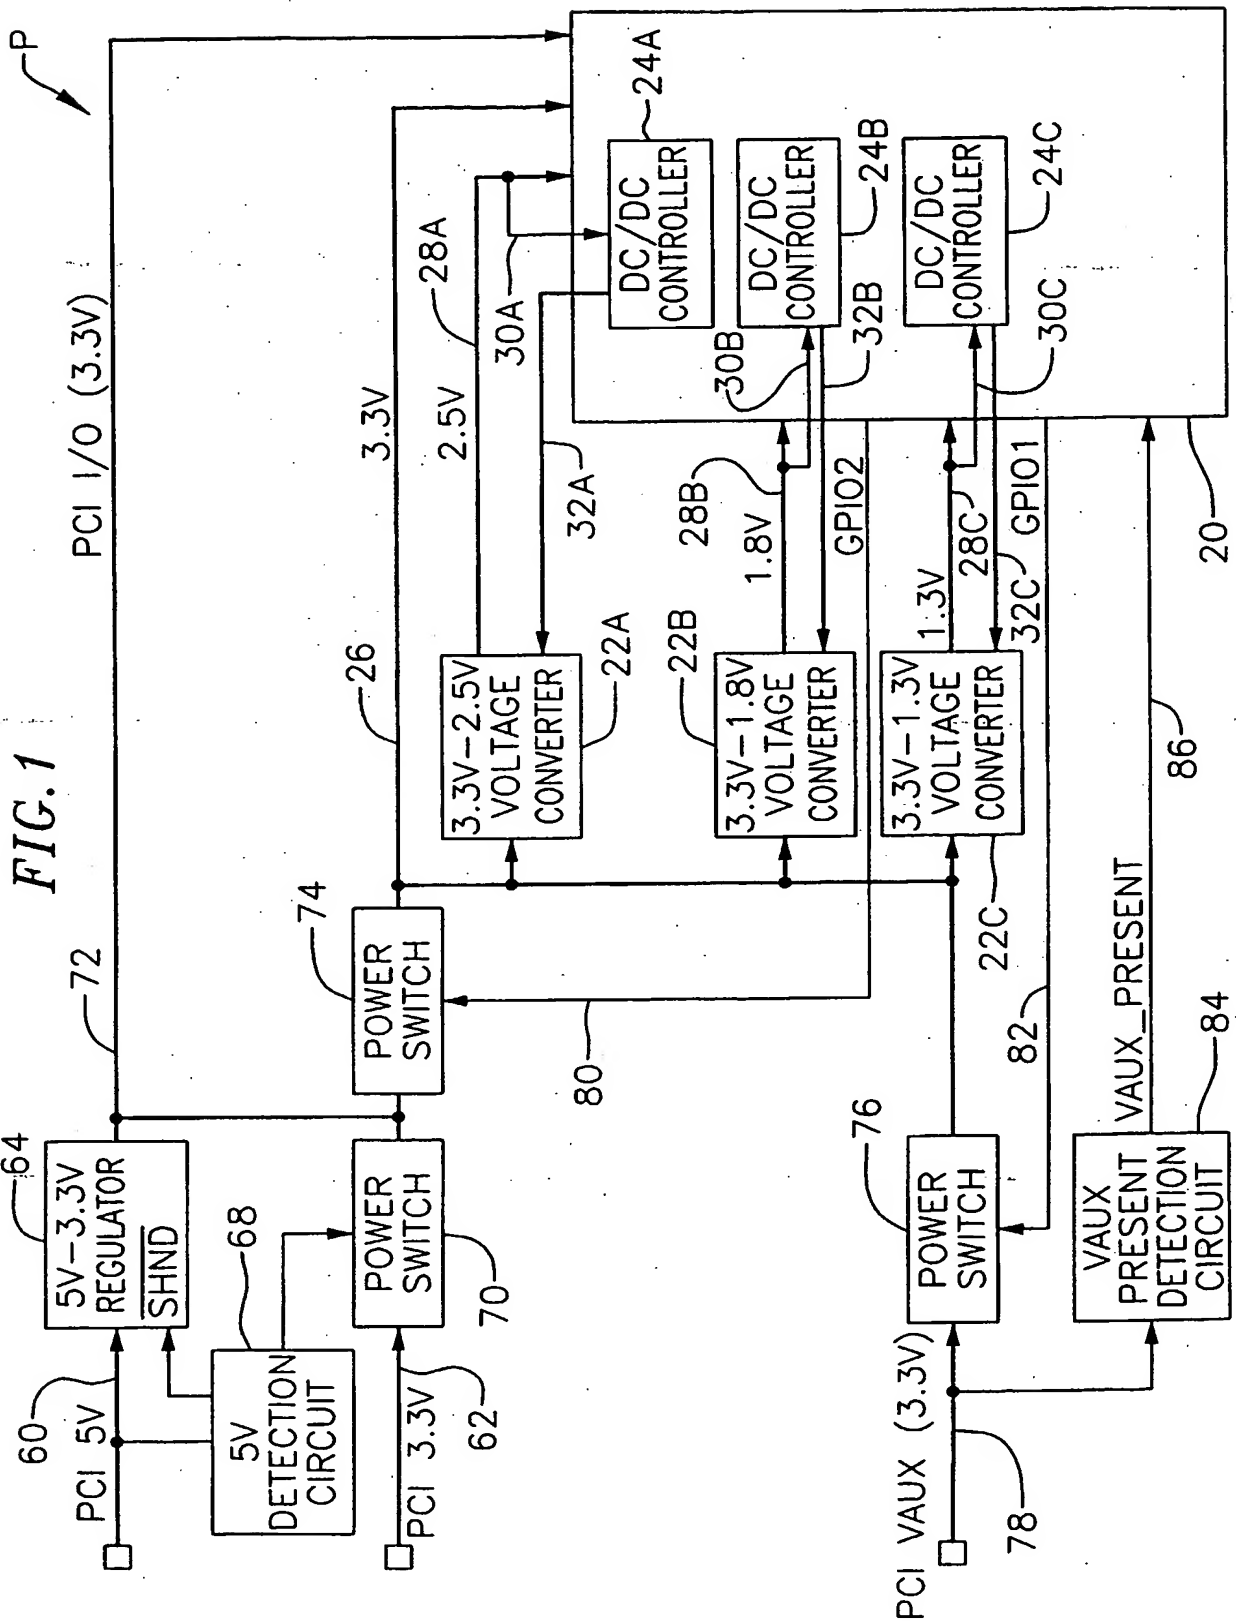 FIG.1
P
PCI I/O (3.3V)
72
64
5V–3.3V
REGULATOR
SHND
60
PCI 5V
68
5V
DETECTION
CIRCUIT
PCI 3.3V
62
POWER
SWITCH
70
74
POWER
SWITCH
26
3.3V
2.5V
28A
30A
32A
3.3V–2.5V
VOLTAGE
CONVERTER
22A
DC/DC
CONTROLLER
24A
22B
3.3V–1.8V
VOLTAGE
CONVERTER
28B
1.8V
30B
32B
DC/DC
CONTROLLER
24B
GPIO2
80
3.3V–1.3V
VOLTAGE
CONVERTER
22C
1.3V
28C
32C
30C
DC/DC
CONTROLLER
24C
GPIO1
82
76
POWER
SWITCH
PCI VAUX (3.3V)
78
VAUX
PRESENT
DETECTION
CIRCUIT
84
VAUX_PRESENT
86
20